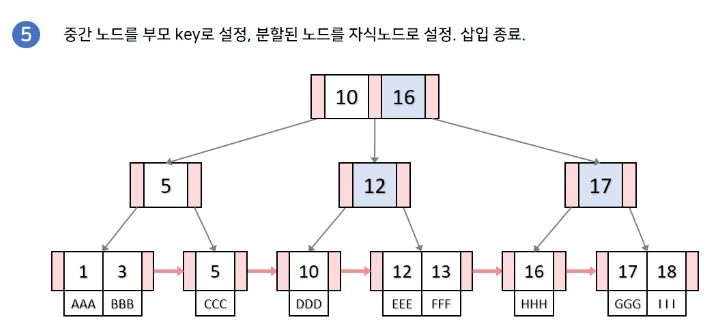 5 중간 노드를 부모 key로 설정, 분할된 노드를 자식노드로 설정. 삽입 종료.
10 16
5 12 17
1 3 5 10 12 13 16 17 18
AAA BBB CCC DDD EEE FFF HHH GGG III